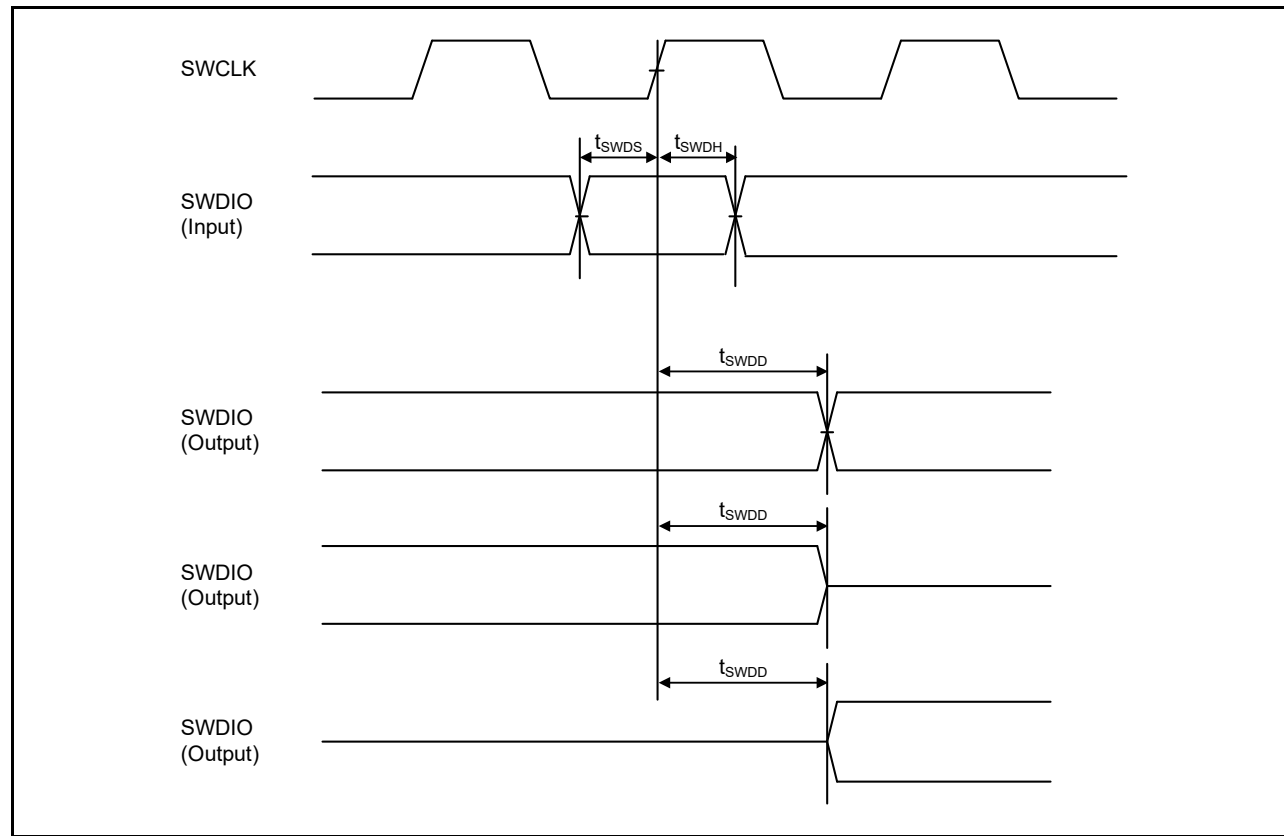 SWCLK
tSWDS
tSWDH
SWDIO
(Input)
tSWDD
SWDIO
(Output)
tSWDD
SWDIO
(Output)
tSWDD
SWDIO
(Output)